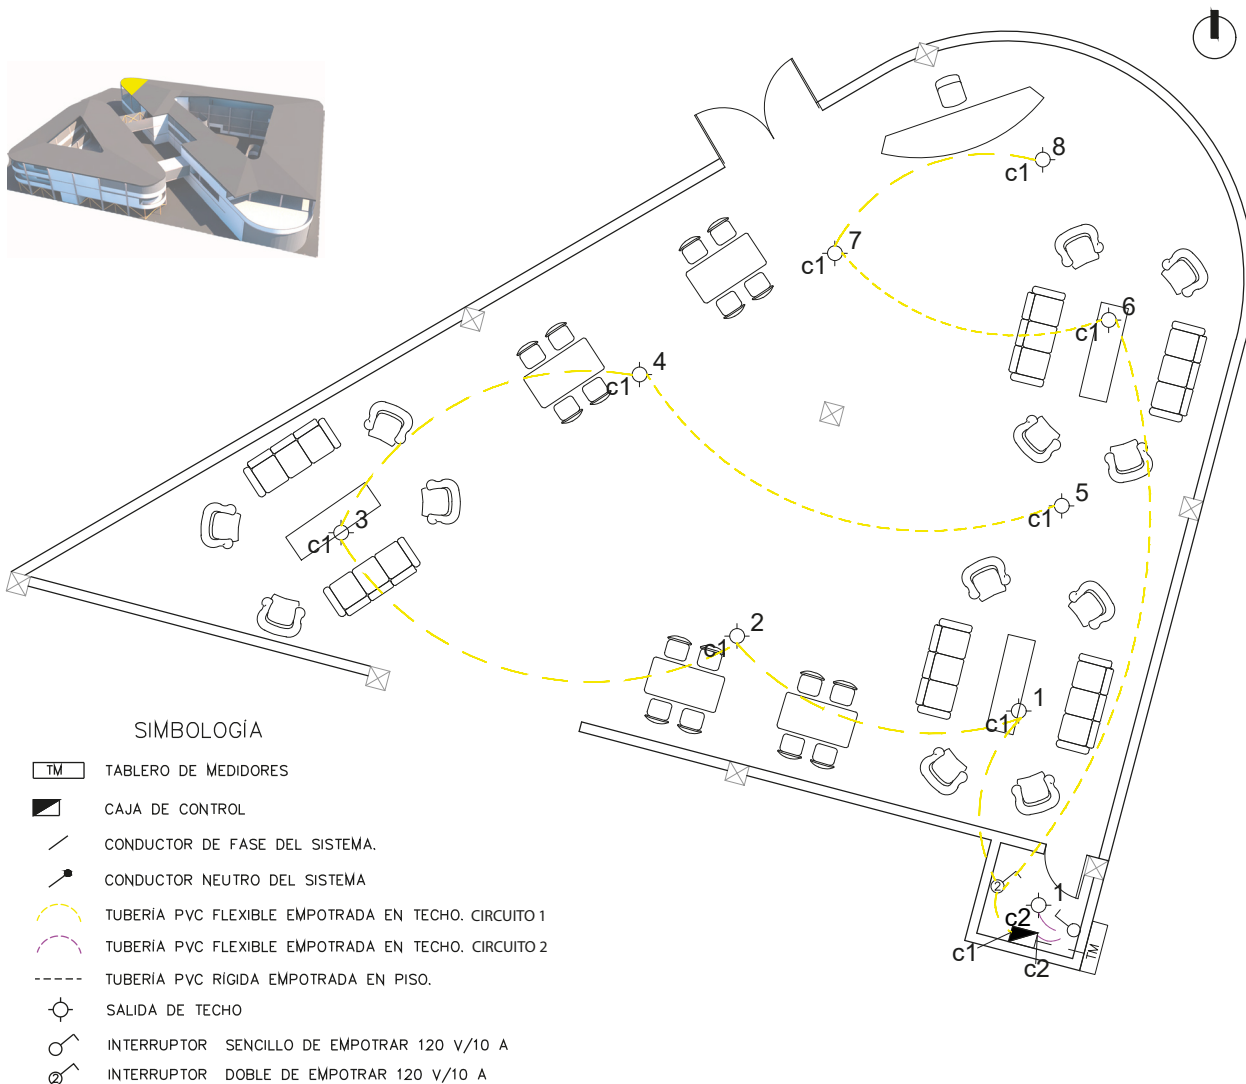 8
c1
7
c1
6
c1
4
c1
5
c1
3
c1
2
c1
1
c1
2
1
c2
c1
c2
TM
SIMBOLOGÍA
TM TABLERO DE MEDIDORES
CAJA DE CONTROL
CONDUCTOR DE FASE DEL SISTEMA.
CONDUCTOR NEUTRO DEL SISTEMA
TUBERÍA PVC FLEXIBLE EMPOTRADA EN TECHO. CIRCUITO 1
TUBERÍA PVC FLEXIBLE EMPOTRADA EN TECHO. CIRCUITO 2
TUBERÍA PVC RÍGIDA EMPOTRADA EN PISO.
SALIDA DE TECHO
INTERRUPTOR SENCILLO DE EMPOTRAR 120 V/10 A
2 INTERRUPTOR DOBLE DE EMPOTRAR 120 V/10 A